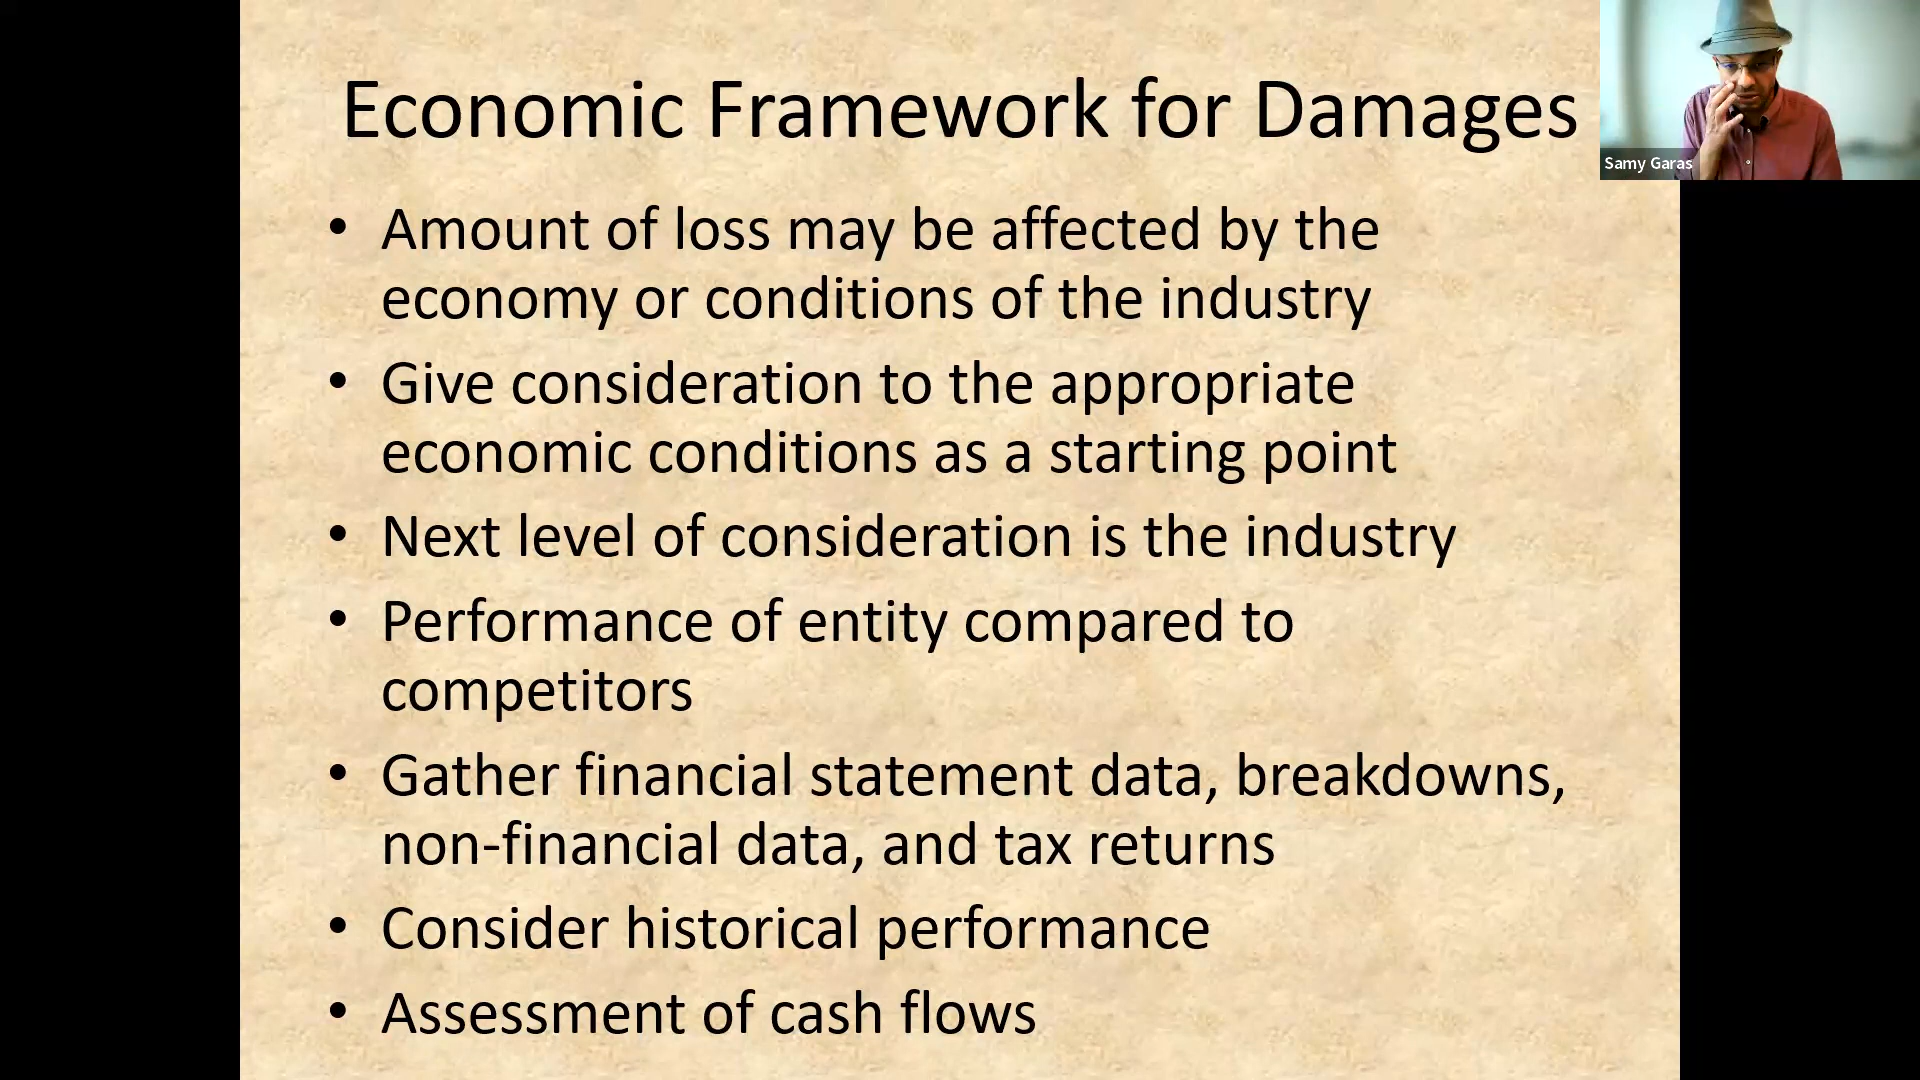 Economic Framework for Damages
Samy Garas
• Amount of loss may be affected by the
economy or conditions of the industry
• Give consideration to the appropriate
economic conditions as a starting point
• Next level of consideration is the industry
• Performance of entity compared to
competitors
• Gather financial statement data, breakdowns,
non-financial data, and tax returns
• Consider historical performance
• Assessment of cash flows